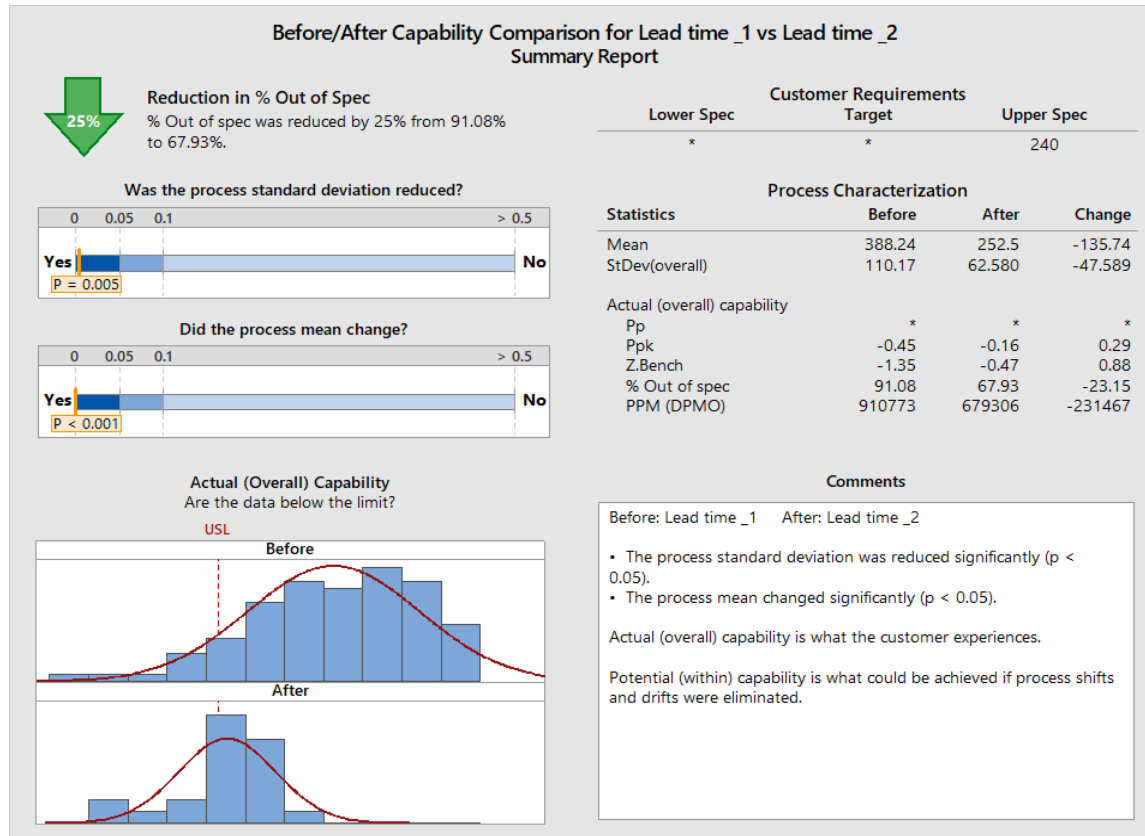 Before/After Capability Comparison for Lead time _1 vs Lead time _2
Summary Report
25%
Reduction in % Out of Spec
% Out of spec was reduced by 25% from 91.08%
to 67.93%.
Was the process standard deviation reduced?
0 0.05 0.1 > 0.5
Yes No
P = 0.005
Did the process mean change?
0 0.05 0.1 > 0.5
Yes No
P < 0.001
Actual (Overall) Capability
Are the data below the limit?
USL
Before
After
Customer Requirements
Lower Spec Target Upper Spec
* * 240
Process Characterization
Statistics Before After Change
Mean 388.24 252.5 -135.74
StDev(overall) 110.17 62.580 -47.589
Actual (overall) capability
Pp * * *
Ppk -0.45 -0.16 0.29
Z.Bench -1.35 -0.47 0.88
% Out of spec 91.08 67.93 -23.15
PPM (DPMO) 910773 679306 -231467
Comments
Before: Lead time _1 After: Lead time _2
• The process standard deviation was reduced significantly (p <
0.05).
• The process mean changed significantly (p < 0.05).
Actual (overall) capability is what the customer experiences.
Potential (within) capability is what could be achieved if process shifts
and drifts were eliminated.